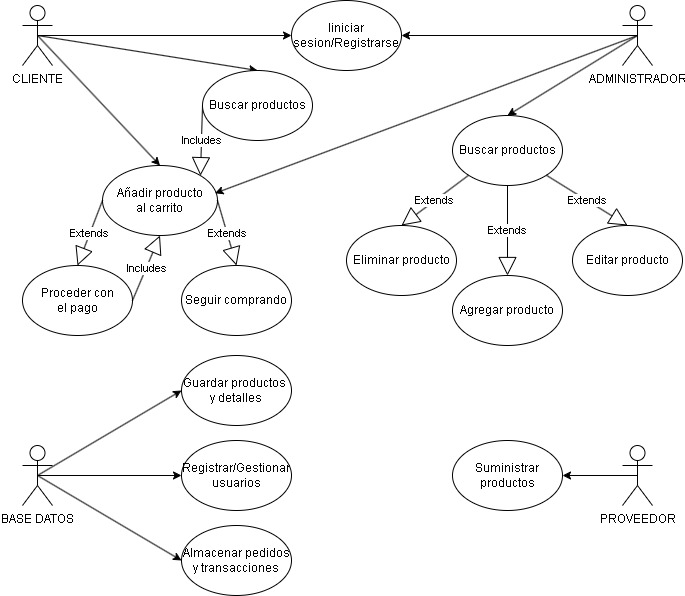 Iiniciar
sesion/Registrarse
CLIENTE
ADMINISTRADOR
Buscar productos
Includes
Buscar productos
Añadir producto
al carrito
Extends
Extends
Extends
Extends
Includes
Extends
Eliminar producto
Editar producto
Proceder con
el pago
Seguir comprando
Agregar producto
Guardar productos
y detalles
Registrar/Gestionar
usuarios
Suministrar
productos
BASE DATOS
PROVEEDOR
Almacenar pedidos
y transacciones